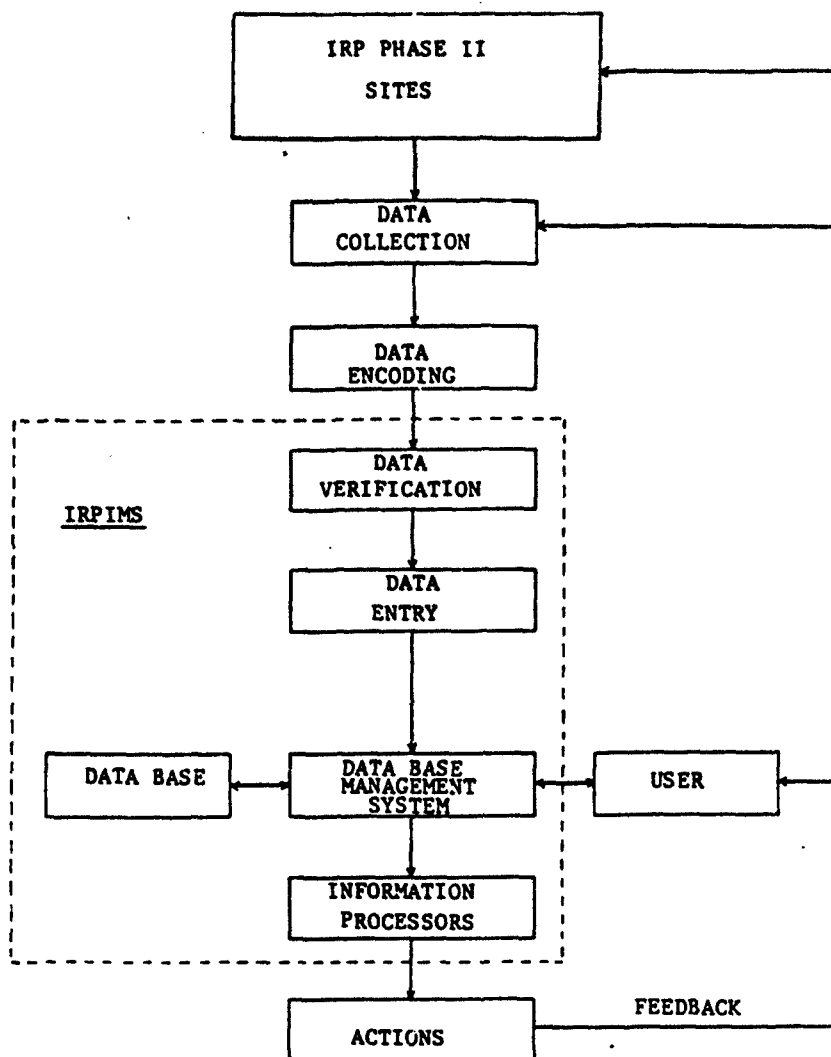 IRP PHASE II
SITES
DATA
COLLECTION
DATA
ENCODING
DATA
VERIFICATION
IRPIMS
DATA
ENTRY
DATA BASE
DATA BASE
MANAGEMENT
SYSTEM
USER
INFORMATION
PROCESSORS
FEEDBACK
ACTIONS